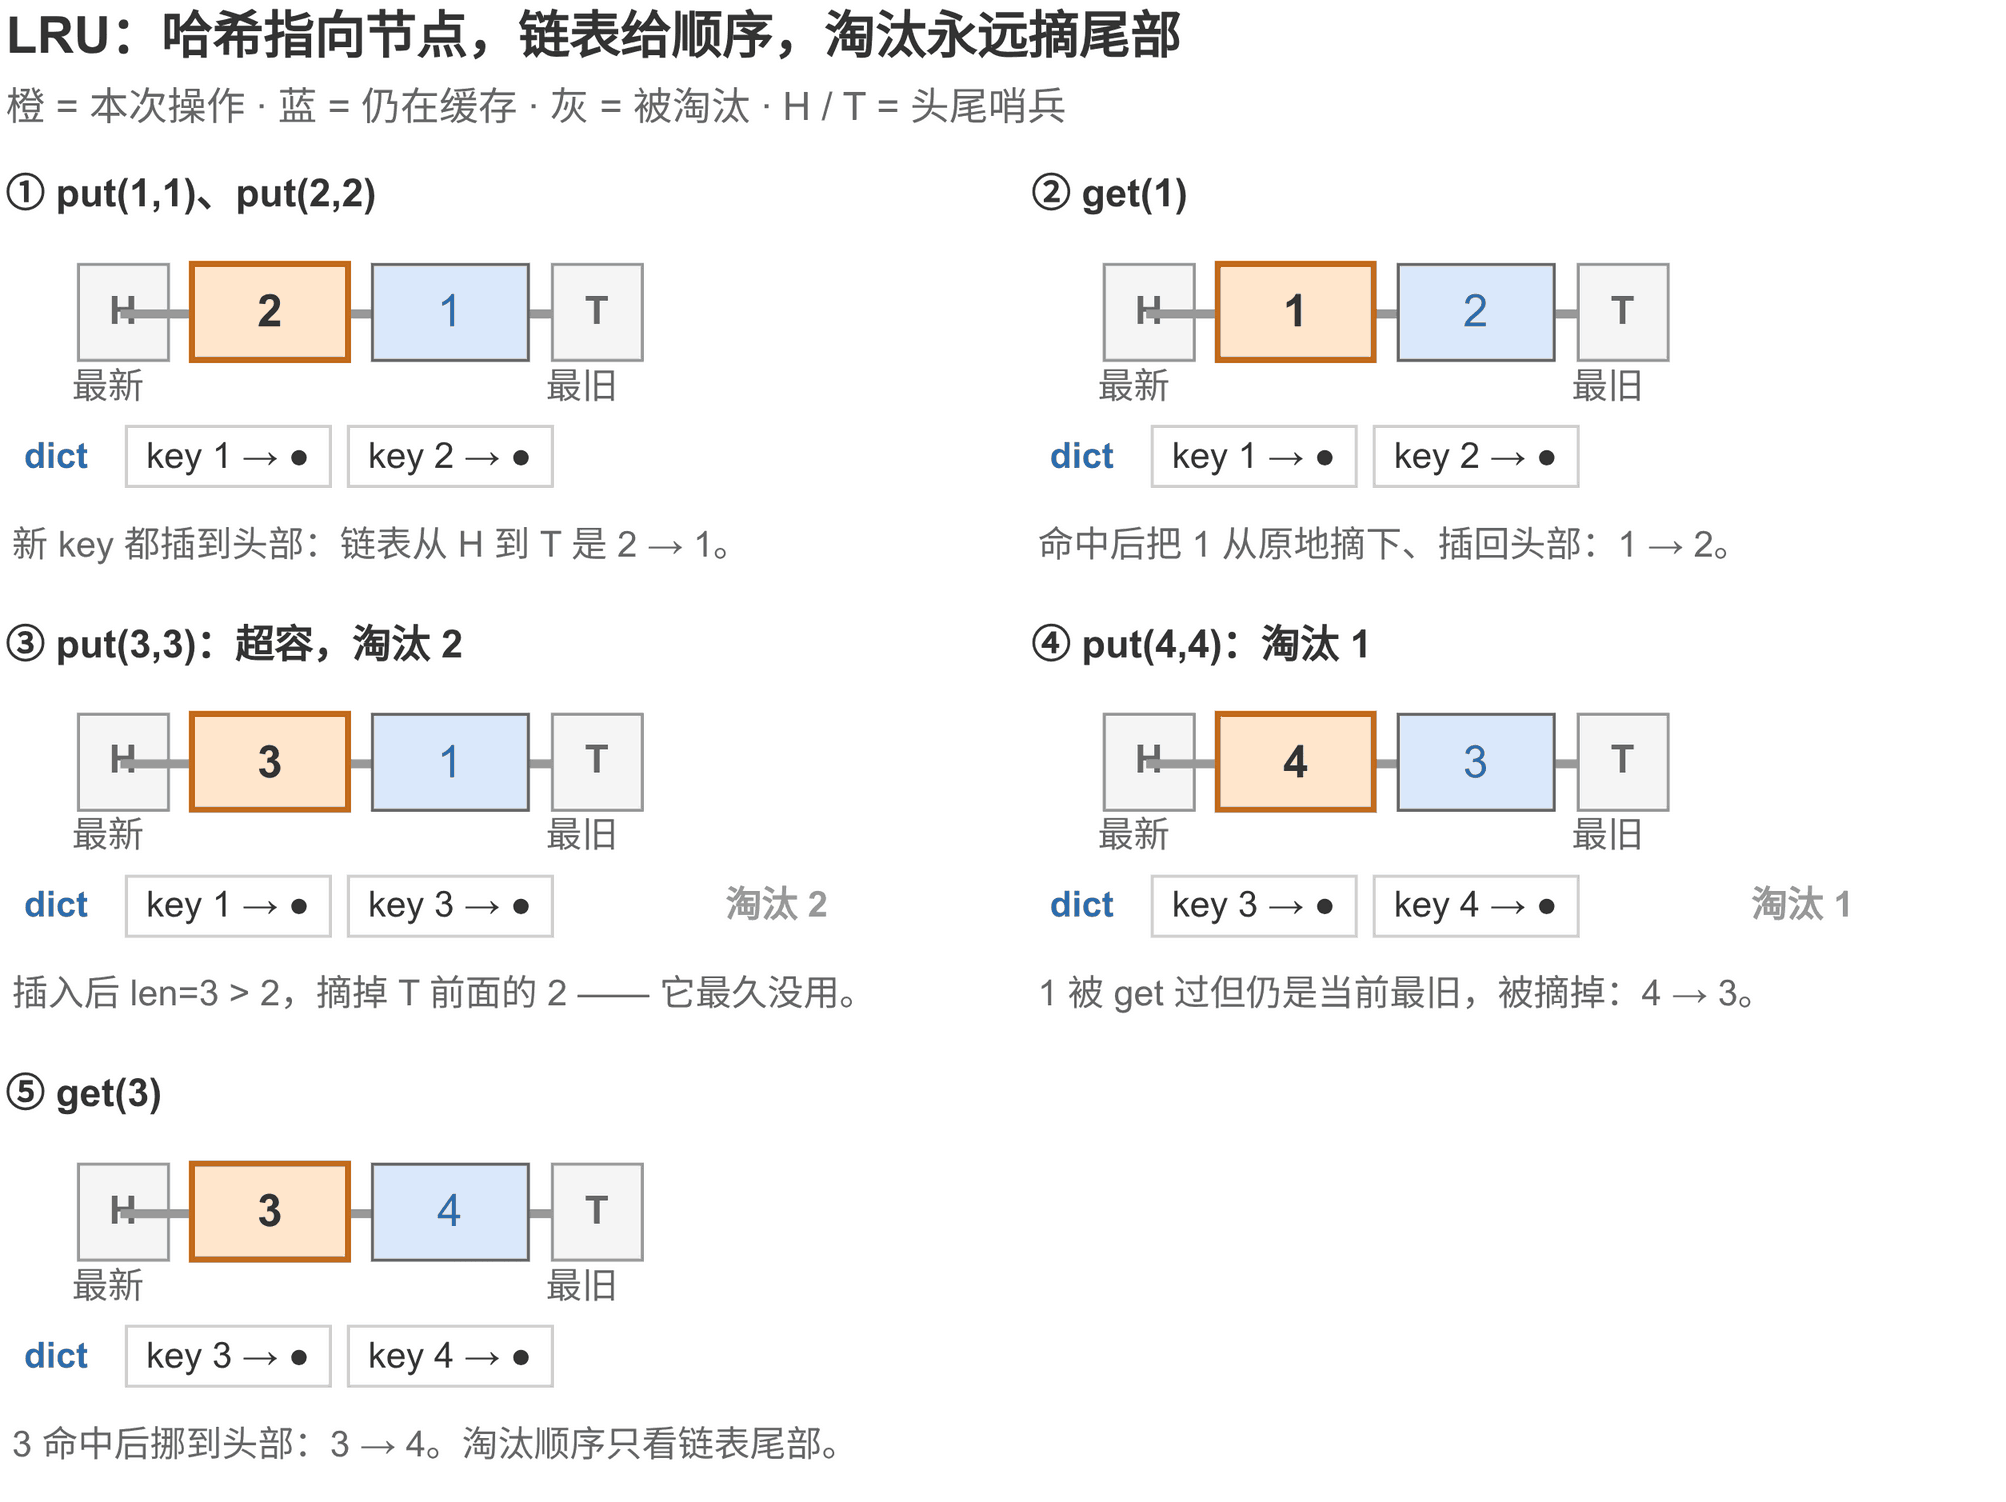 LRU：哈希指向节点，链表给顺序，淘汰永远摘尾部
橙 = 本次操作 · 蓝 = 仍在缓存 · 灰 = 被淘汰 · H / T = 头尾哨兵
① put(1,1)、put(2,2)
H 2 1 T
最新 最旧
dict key 1 → ● key 2 → ●
新 key 都插到头部：链表从 H 到 T 是 2 → 1。
② get(1)
H 1 2 T
最新 最旧
dict key 1 → ● key 2 → ●
命中后把 1 从原地摘下、插回头部：1 → 2。
③ put(3,3)：超容，淘汰 2
H 3 1 T
最新 最旧
dict key 1 → ● key 3 → ● 淘汰 2
插入后 len=3 > 2，摘掉 T 前面的 2 —— 它最久没用。
④ put(4,4)：淘汰 1
H 4 3 T
最新 最旧
dict key 3 → ● key 4 → ● 淘汰 1
1 被 get 过但仍是当前最旧，被摘掉：4 → 3。
⑤ get(3)
H 3 4 T
最新 最旧
dict key 3 → ● key 4 → ●
3 命中后挪到头部：3 → 4。淘汰顺序只看链表尾部。